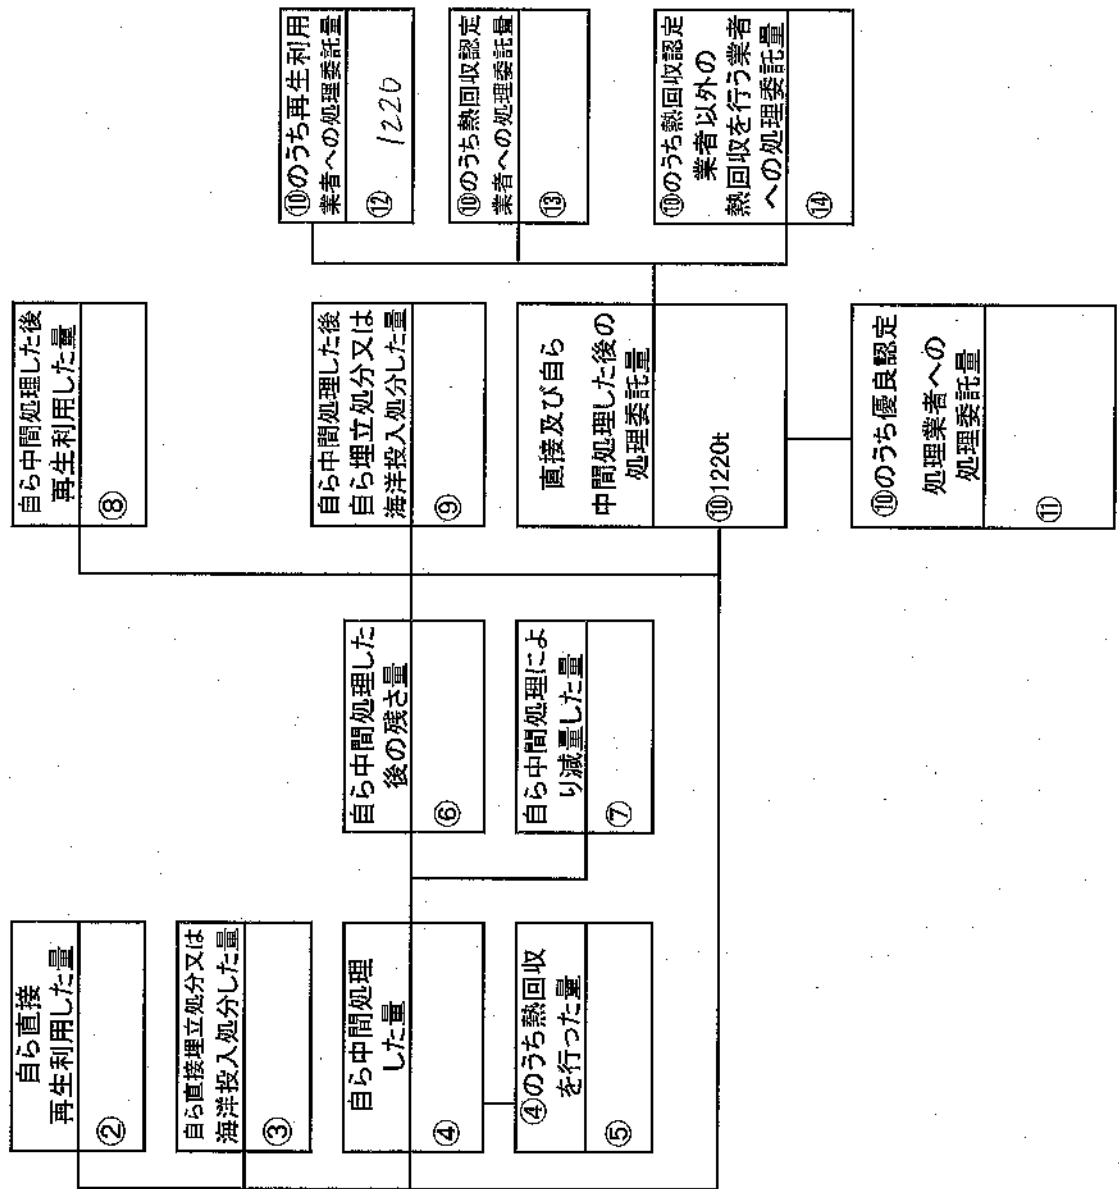 自ら直接
再生利用した量
②
自ら直接埋立処分又は
海洋投入処分した量
③
自ら中間処理
した量
④
④のうち熱回収
を行った量
⑤
自ら中間処理した
後の残さ量
⑥
自ら中間処理によ
り減量した量
⑦
自ら中間処理した後
再生利用した量
⑧
自ら中間処理した後
自ら埋立処分又は
海洋投入処分した量
⑨
直接及び自ら
中間処理した後の
処理委託量
⑩1220t
⑩のうち優良認定
処理業者への
処理委託量
⑪
⑩のうち再生利用
業者への処理委託量
⑫ 1220
⑩のうち熱回収認定
業者への処理委託量
⑬
⑩のうち熱回収認定
業者以外の
熱回収を行う業者
への処理委託量
⑭